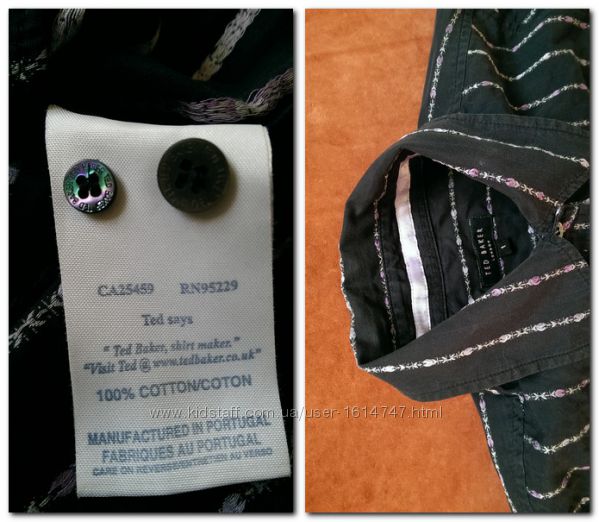 CA25459 RN95229
Ted says
“ Ted Baker, shirt maker.”
“Visit Ted @ www.tedbaker.co.uk”
100% COTTON/COTON
MANUFACTURED IN PORTUGAL
FABRIQUES AU PORTUGAL
CARE ON REVERSE/ENTRETIEN AU VERSO
TED BAKER
LONDON
www.kidstaff.com.ua/user-1614747.html